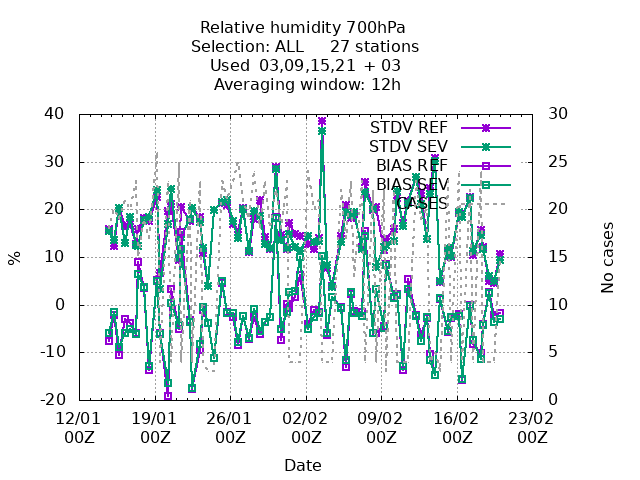 Relative humidity 700hPa
Selection: ALL 27 stations
Used 03,09,15,21 + 03
Averaging window: 12h
40 30
STDV REF
STDV SEV
30 25
BIAS REF
BIAS SEV
20 20
CASES
10 15
% No cases
0 10
-10 5
-20 0
12/01 19/01 26/01 02/02 09/02 16/02 23/02
00Z 00Z 00Z 00Z 00Z 00Z 00Z
Date